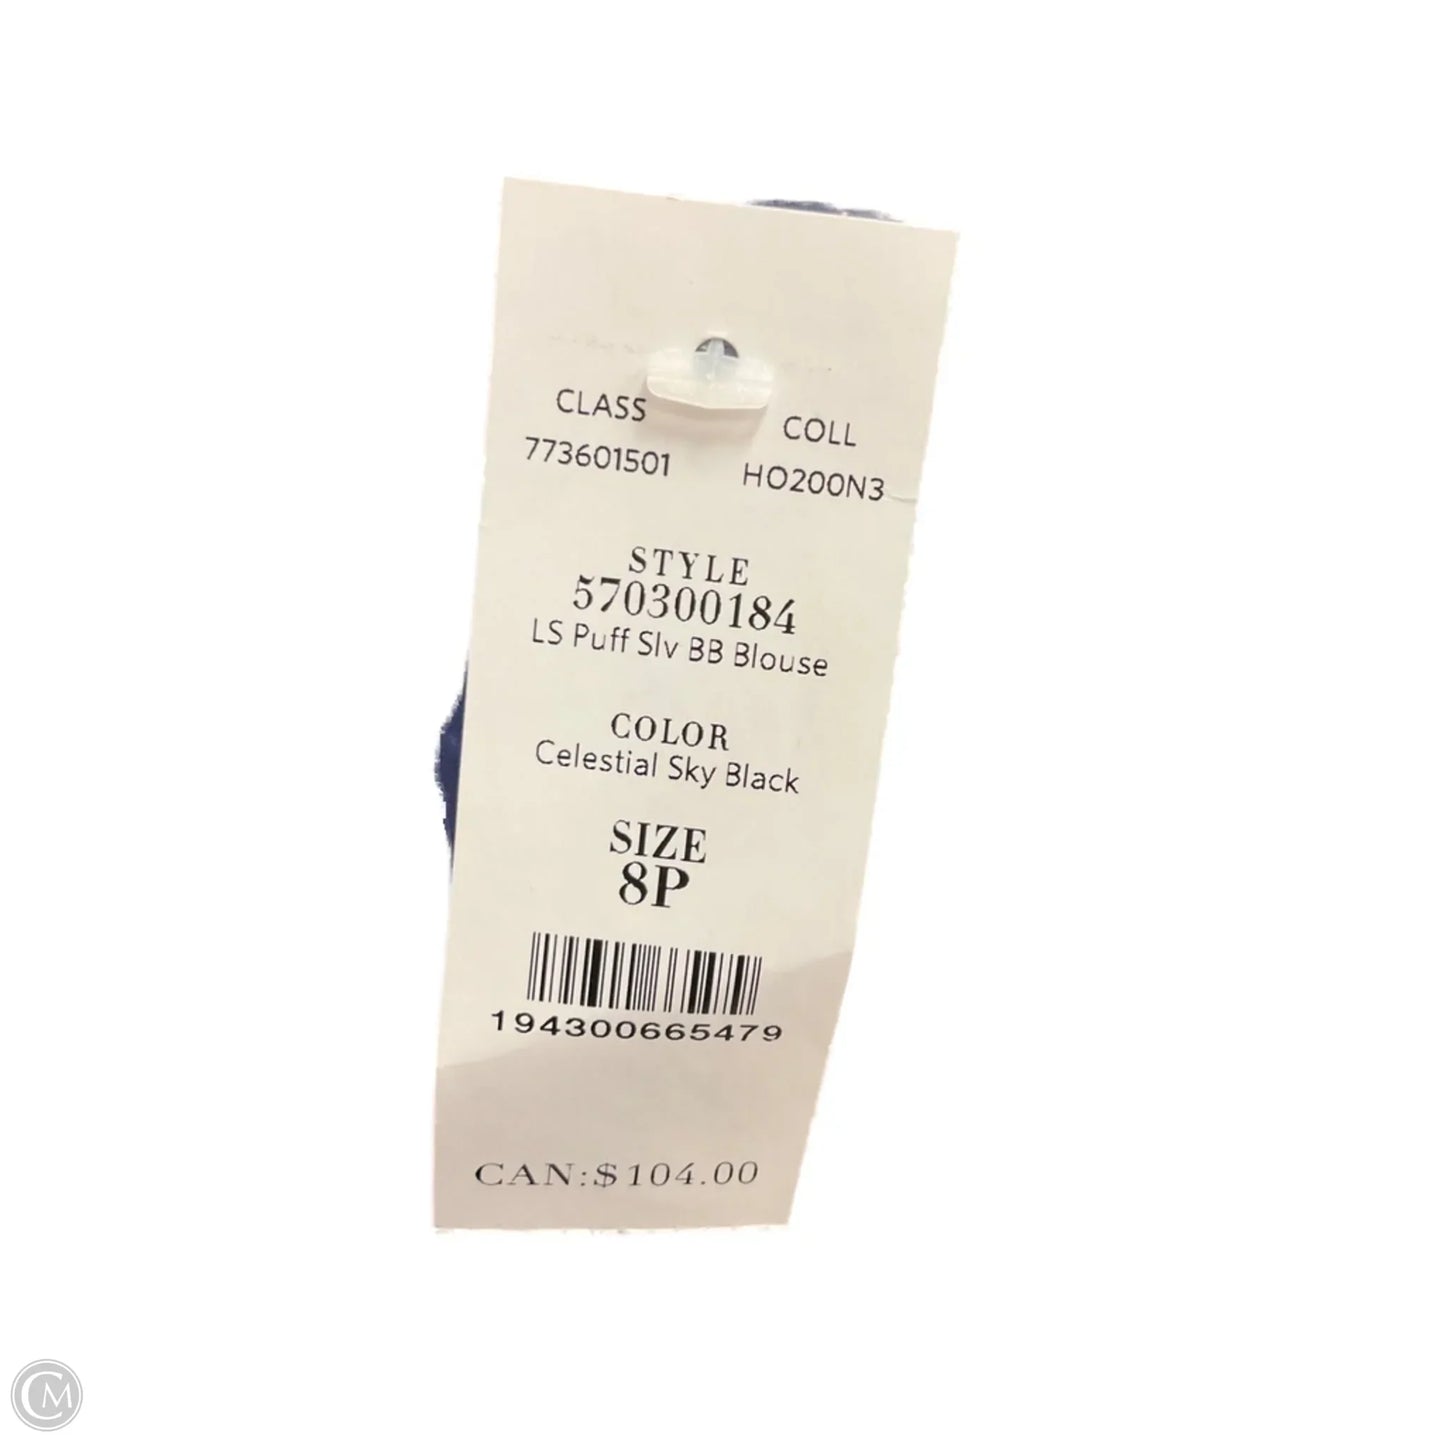 CLASS
773601501
COLL
HO200N3
STYLE
570300184
LS Puff Slv BB Blouse
COLOR
Celestial Sky Black
SIZE
8P
194300665479
CAN:$104.00
CM